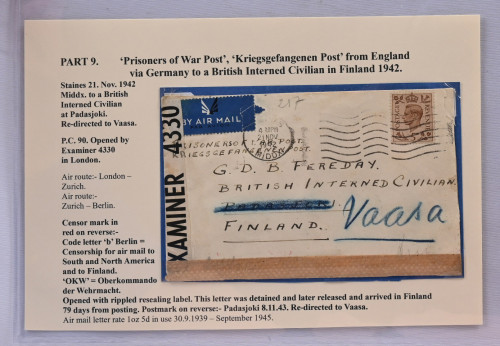 PART 9. 'Prisoners of War Post', 'Kriegsgefangenen Post' from England
via Germany to a British Interned Civilian in Finland 1942.
Staines 21. Nov. 1942
Middx. to a British
Interned Civilian
at Padasjoki.
Re-directed to Vaasa.
P.C. 90. Opened by
Examiner 4330
in London.
Air route:- London –
Zurich.
Air route:-
Zurich – Berlin.
Censor mark in
red on reverse:-
Code letter 'b' Berlin =
Censorship for air mail to
South and North America
and to Finland.
'OKW' = Oberkommando
der Wehrmacht.
Opened with rippled resealing label. This letter was detained and later released and arrived in Finland
79 days from posting. Postmark on reverse:- Padasjoki 8.11.43. Re-directed to Vaasa.
Air mail letter rate 1oz 5d in use 30.9.1939 – September 1945.
EXAMINER 4330
BY AIR MAIL
217
21 NOV
MIDDX
PRISONERS OF WAR POST.
KRIEGSGEFANGENEN POST.
G.D.B. FEREDAY.
BRITISH INTERNED CIVILIAN.
FINLAND.
Vaasa